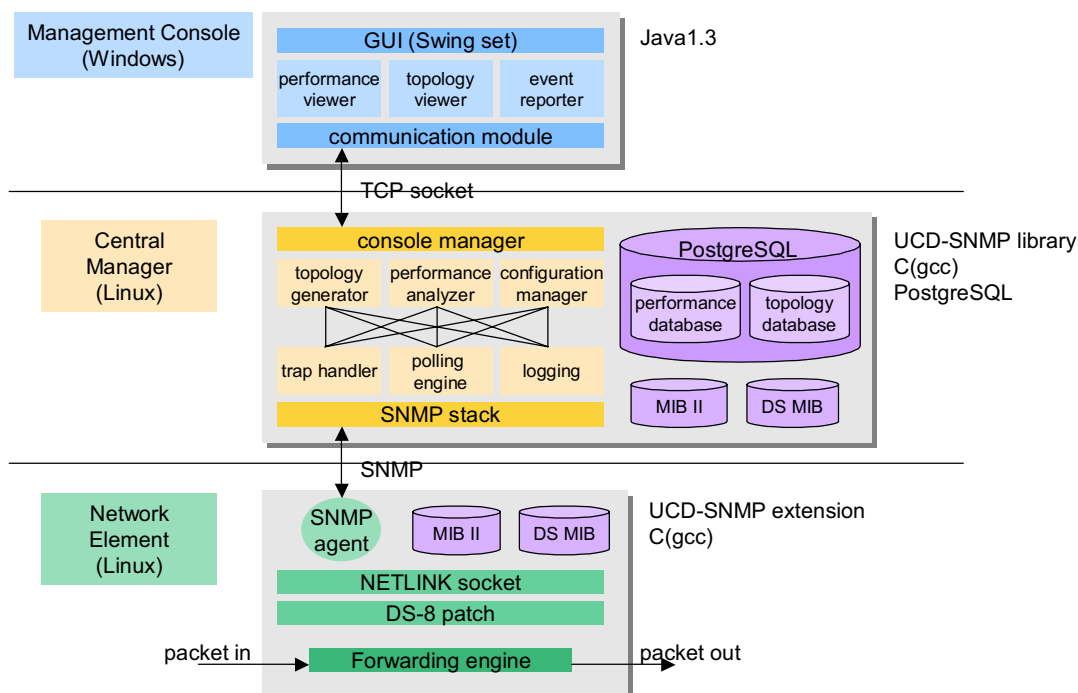 Management Console
(Windows)
GUI (Swing set)
Java1.3
performance
viewer
topology
viewer
event
reporter
communication module
TCP socket
Central
Manager
(Linux)
console manager
topology
generator
performance
analyzer
configuration
manager
trap handler
polling
engine
logging
SNMP stack
PostgreSQL
performance
database
topology
database
MIB II
DS MIB
UCD-SNMP library
C(gcc)
PostgreSQL
SNMP
Network
Element
(Linux)
SNMP
agent
MIB II
DS MIB
UCD-SNMP extension
C(gcc)
NETLINK socket
DS-8 patch
packet in
Forwarding engine
packet out